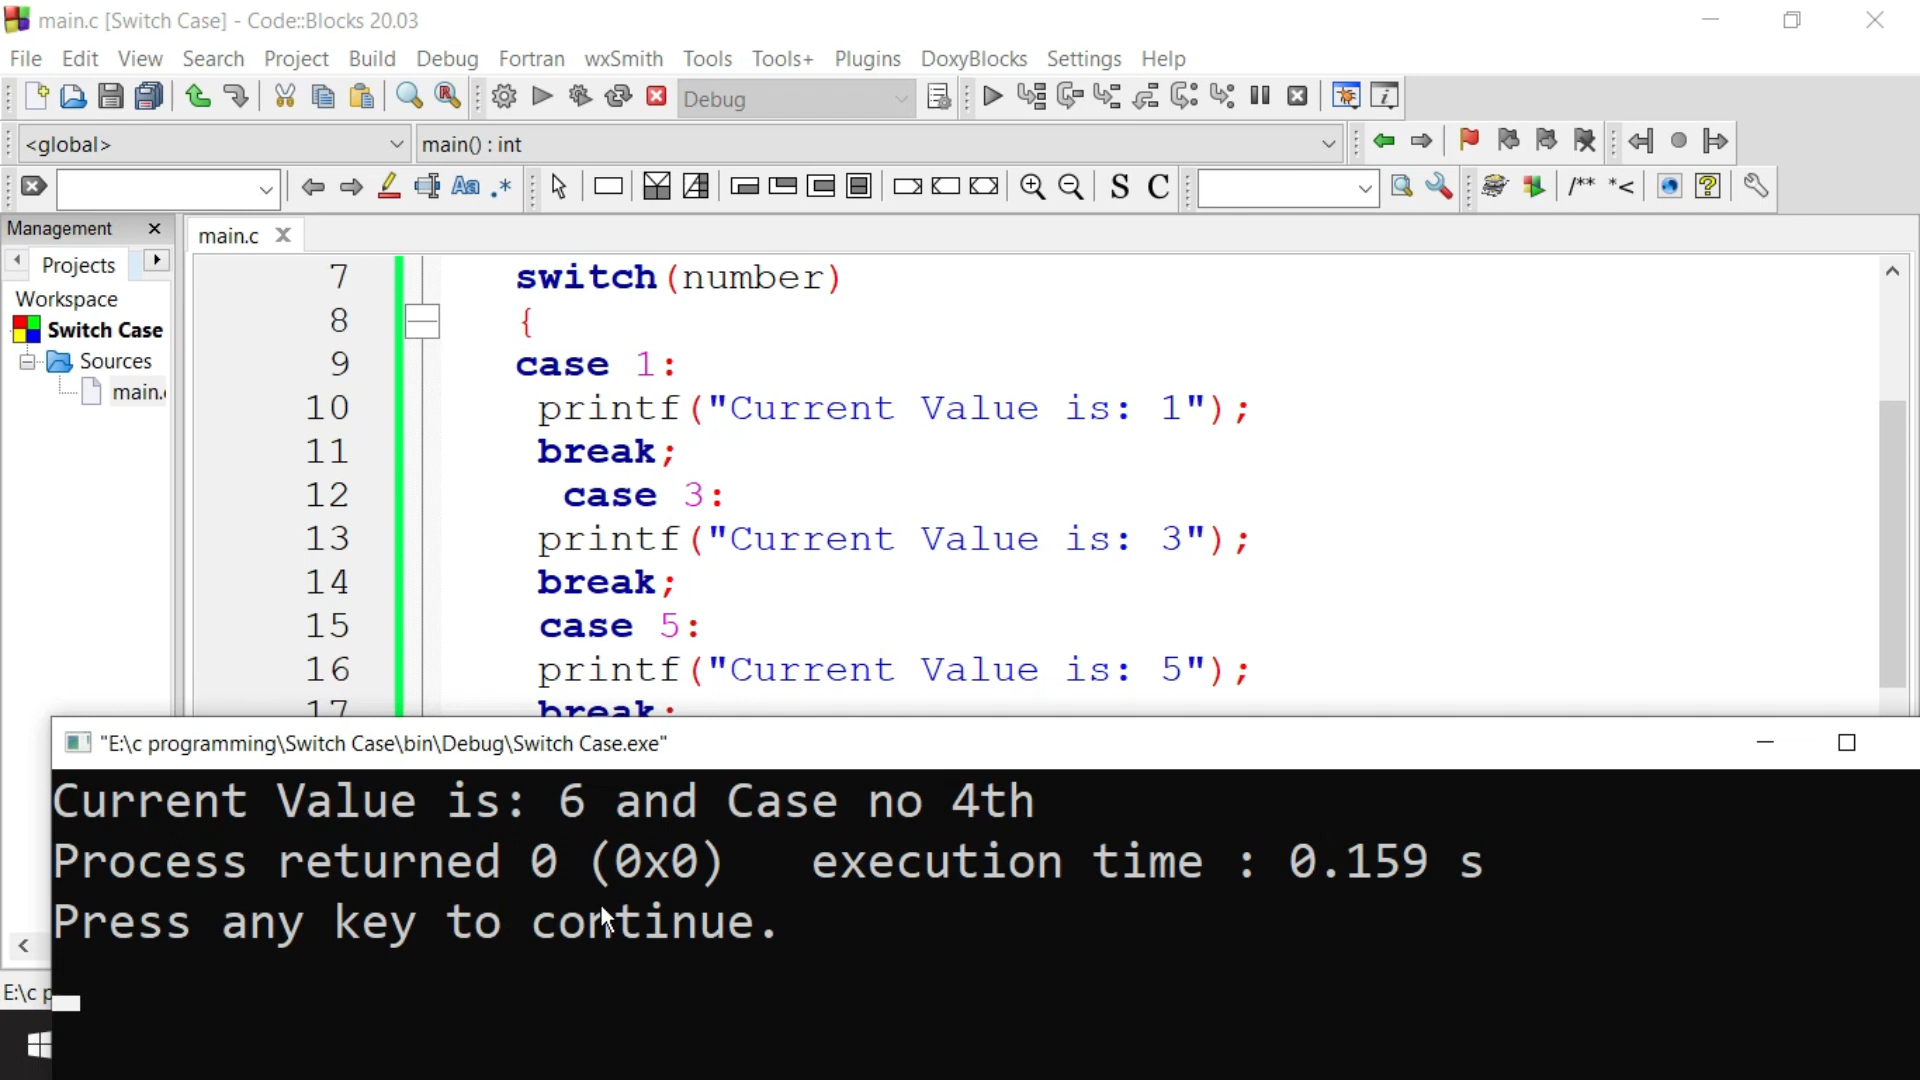 main.c [Switch Case] - Code::Blocks 20.03
File Edit View Search Project Build Debug Fortran wxSmith Tools Tools+ Plugins DoxyBlocks Settings Help
Debug
<global> main() : int
Aa .* S C /** *<
Management
main.c
Projects
Workspace
Switch Case
Sources
main.
7 switch(number)
8 {
9 case 1:
10 printf("Current Value is: 1");
11 break;
12 case 3:
13 printf("Current Value is: 3");
14 break;
15 case 5:
16 printf("Current Value is: 5");
17 break;
"E:\c programming\Switch Case\bin\Debug\Switch Case.exe"
Current Value is: 6 and Case no 4th
Process returned 0 (0x0) execution time : 0.159 s
Press any key to continue.
E:\c p